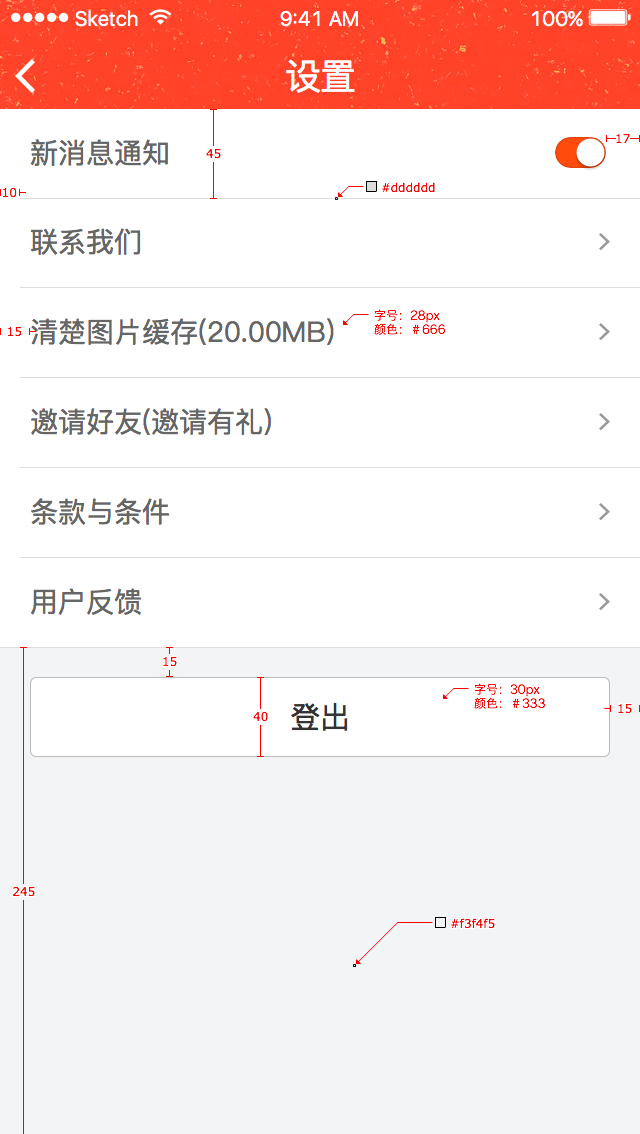 Sketch 9:41 AM 100%
设置
新消息通知
45
17
10
#dddddd
联系我们
15
清楚图片缓存(20.00MB)
字号：28px
颜色：#666
邀请好友(邀请有礼)
条款与条件
用户反馈
15
登出
40
字号：30px
颜色：#333
15
245
#f3f4f5